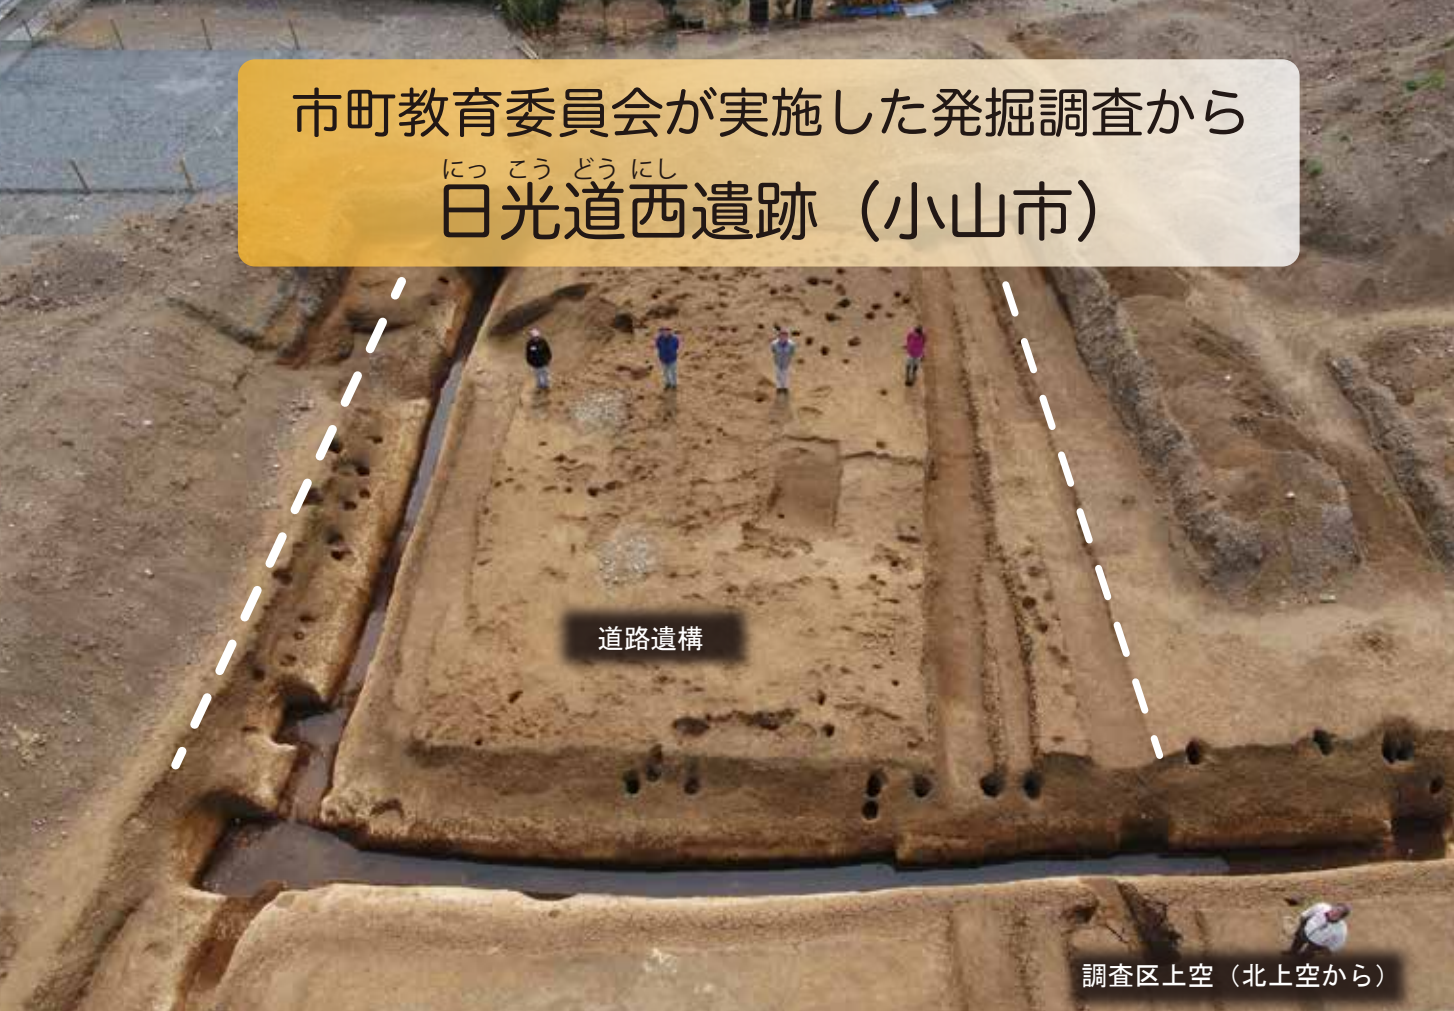 市町教育委員会が実施した発掘調査から
にっ こう どう にし
日光道西遺跡（小山市）
道路遺構
調査区上空（北上空から）